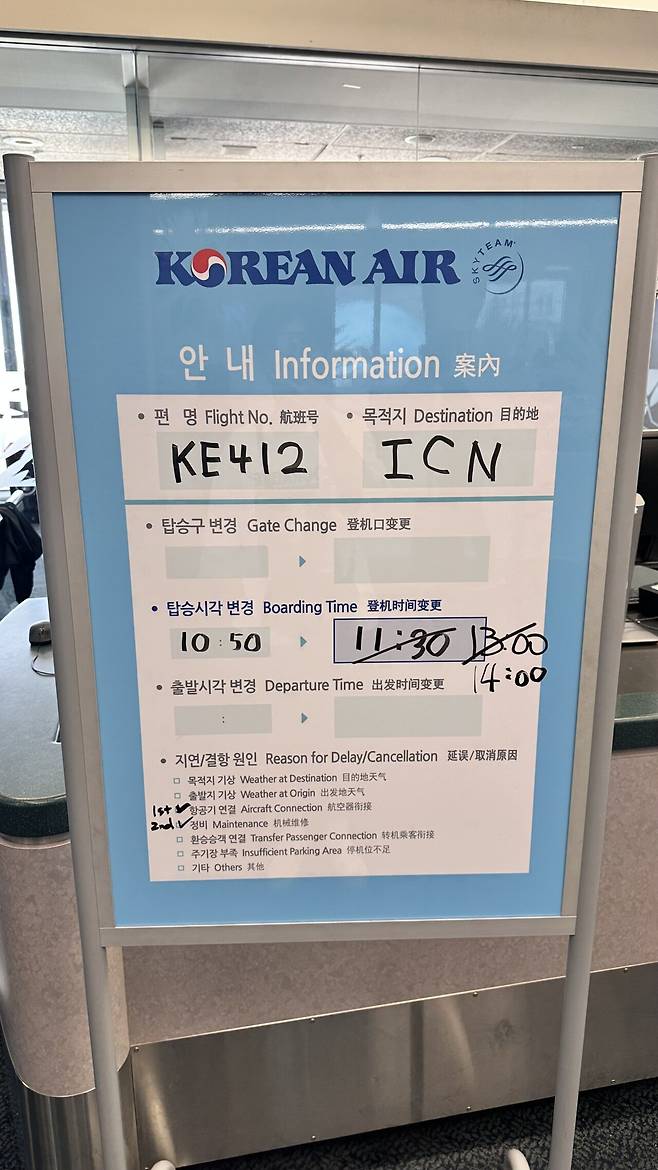 KOREAN AIR SKYTEAM
안 내 Information 案內
• 편 명 Flight No. 航班号 • 목적지 Destination 目的地
KE412 ICN
• 탑승구 변경 Gate Change 登机口变更
• 탑승시각 변경 Boarding Time 登机时间变更
10:50 11:30 13:00
14:00
• 출발시각 변경 Departure Time 出发时间变更
:
• 지연/결항 원인 Reason for Delay/Cancellation 延误/取消原因
목적지 기상 Weather at Destination 目的地天气
출발지 기상 Weather at Origin 出发地天气
1st ✓ 항공기 연결 Aircraft Connection 航空器衔接
2nd ✓ 정비 Maintenance 机械维修
환승승객 연결 Transfer Passenger Connection 转机乘客衔接
주기장 부족 Insufficient Parking Area 停机位不足
기타 Others 其他